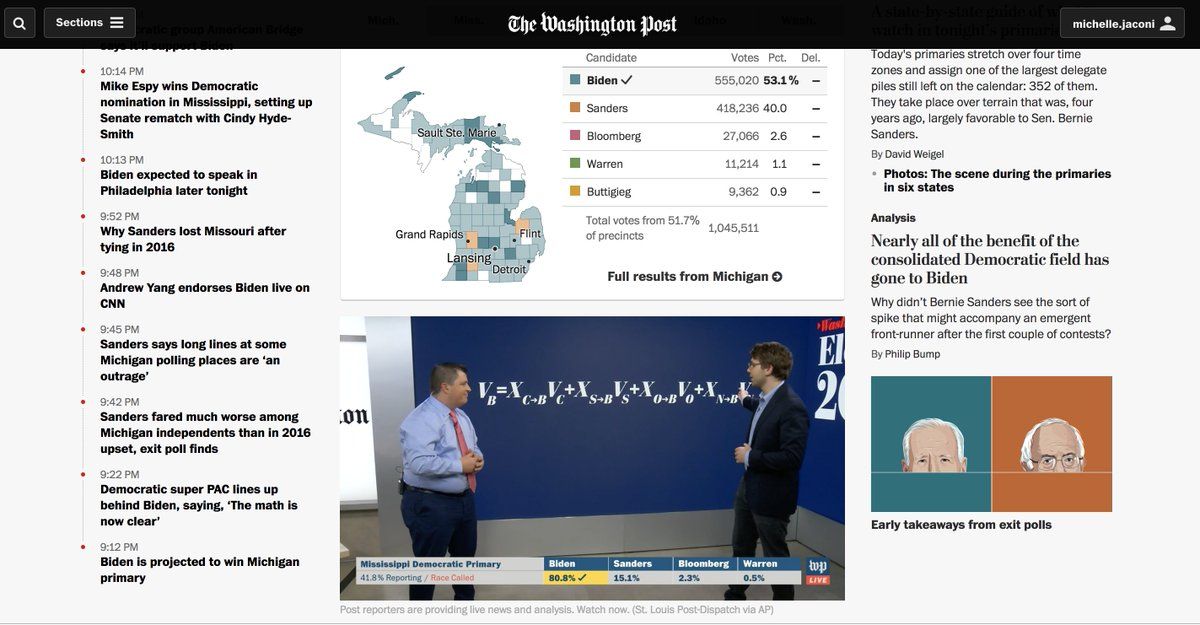 Sections
The Washington Post
michelle.jaconi
Democratic group American Bridge
says it'll support Biden
10:14 PM
Mike Espy wins Democratic
nomination in Mississippi, setting up
Senate rematch with Cindy Hyde-
Smith
10:13 PM
Biden expected to speak in
Philadelphia later tonight
9:52 PM
Why Sanders lost Missouri after
tying in 2016
9:48 PM
Andrew Yang endorses Biden live on
CNN
9:45 PM
Sanders says long lines at some
Michigan polling places are ‘an
outrage’
9:42 PM
Sanders fared much worse among
Michigan independents than in 2016
upset, exit poll finds
9:22 PM
Democratic super PAC lines up
behind Biden, saying, ‘The math is
now clear’
9:12 PM
Biden is projected to win Michigan
primary
Mich. Miss. Idaho Wash.
Sault Ste. Marie
Grand Rapids
Flint
Lansing
Detroit
Candidate Votes Pct. Del.
Biden ✓ 555,020 53.1% –
Sanders 418,236 40.0 –
Bloomberg 27,066 2.6 –
Warren 11,214 1.1 –
Buttigieg 9,362 0.9 –
Total votes from 51.7%
of precincts 1,045,511
Full results from Michigan
ton
V_B=X_C→B V_C+X_S→B V_S+X_O→B V_O+X_N→B V
Wash
El
20
Mississippi Democratic Primary Biden Sanders Bloomberg Warren
41.8% Reporting / Race Called 80.8% ✓ 15.1% 2.3% 0.5%
wp
LIVE
Post reporters are providing live news and analysis. Watch now. (St. Louis Post-Dispatch via AP)
A state-by-state guide of
watch in tonight's primaries
Today's primaries stretch over four time
zones and assign one of the largest delegate
piles still left on the calendar: 352 of them.
They take place over terrain that was, four
years ago, largely favorable to Sen. Bernie
Sanders.
By David Weigel
Photos: The scene during the primaries
in six states
Analysis
Nearly all of the benefit of the
consolidated Democratic field has
gone to Biden
Why didn’t Bernie Sanders see the sort of
spike that might accompany an emergent
front-runner after the first couple of contests?
By Philip Bump
Early takeaways from exit polls